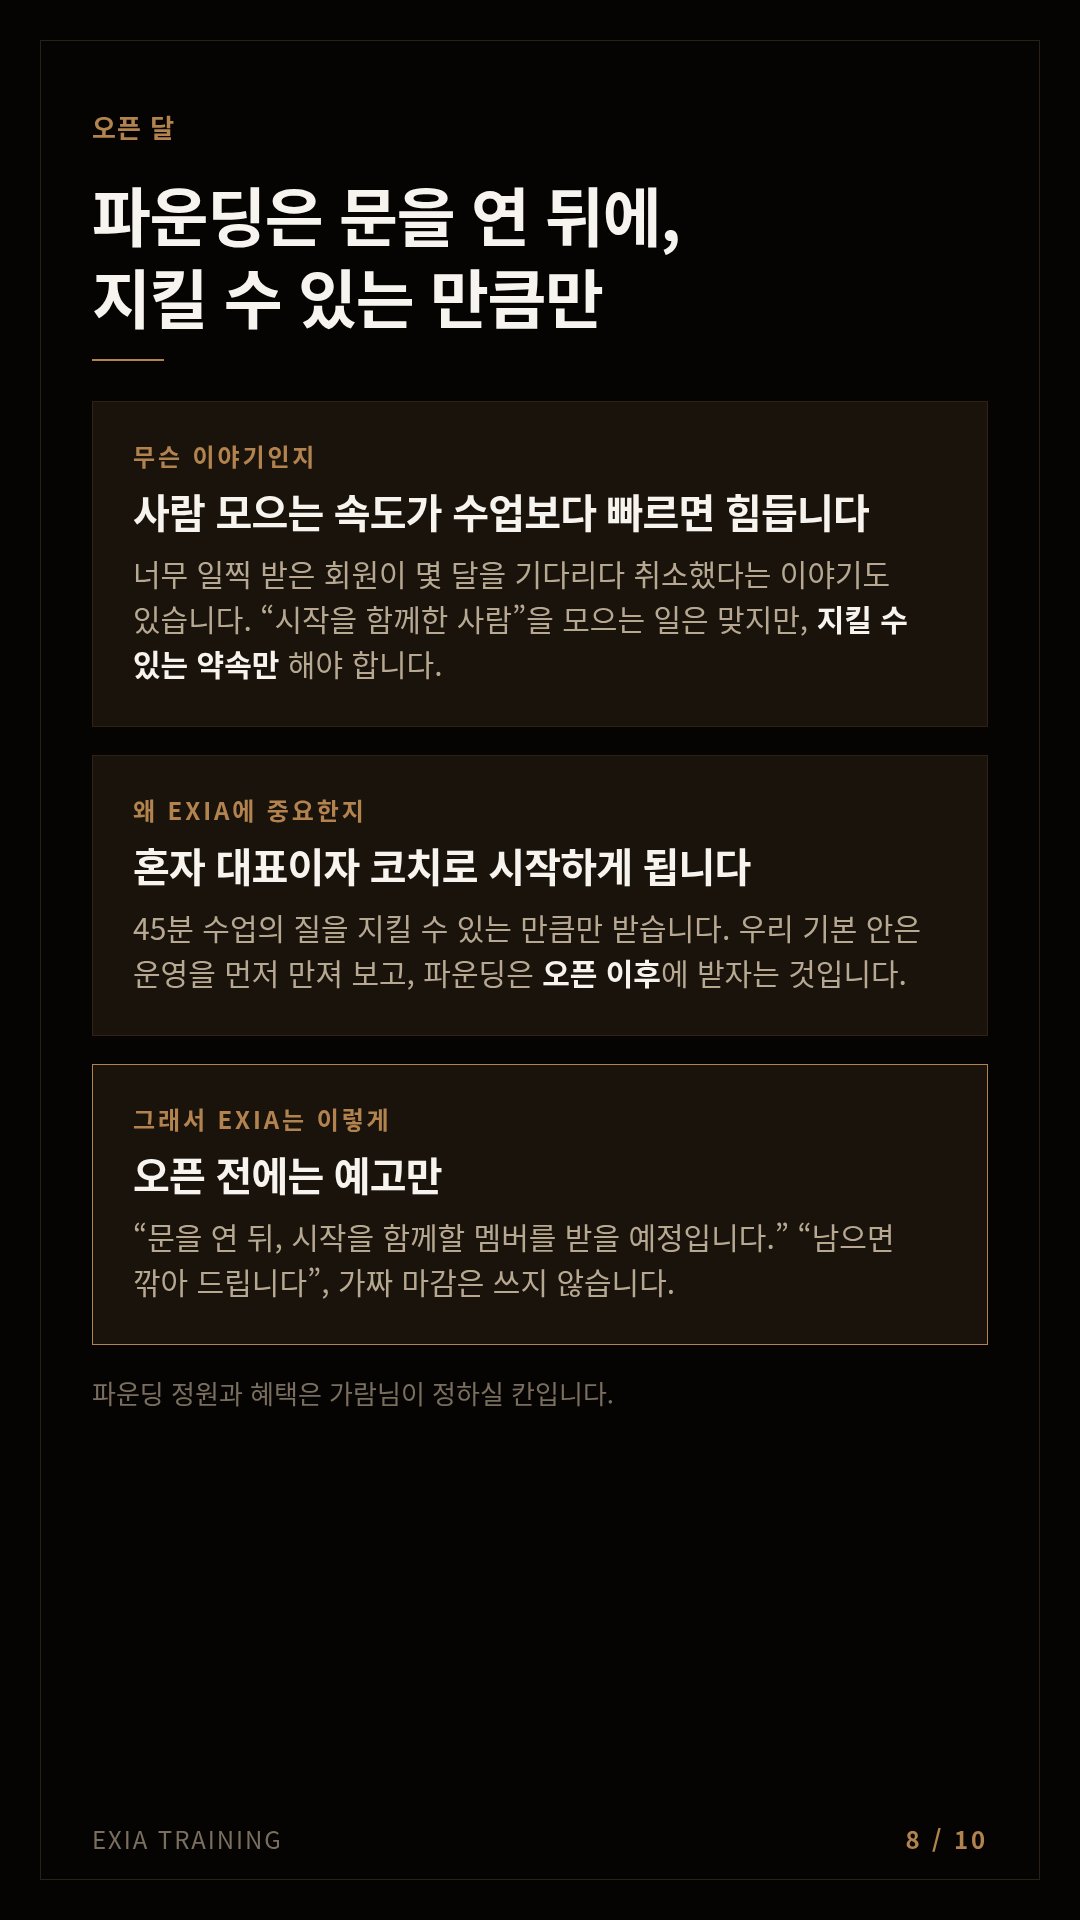 오픈 달
파운딩은 문을 연 뒤에,
지킬 수 있는 만큼만
무슨 이야기인지
사람 모으는 속도가 수업보다 빠르면 힘듭니다
너무 일찍 받은 회원이 몇 달을 기다리다 취소했다는 이야기도
있습니다. “시작을 함께한 사람”을 모으는 일은 맞지만, 지킬 수
있는 약속만 해야 합니다.
왜 EXIA에 중요한지
혼자 대표이자 코치로 시작하게 됩니다
45분 수업의 질을 지킬 수 있는 만큼만 받습니다. 우리 기본 안은
운영을 먼저 만져 보고, 파운딩은 오픈 이후에 받자는 것입니다.
그래서 EXIA는 이렇게
오픈 전에는 예고만
“문을 연 뒤, 시작을 함께할 멤버를 받을 예정입니다.” “남으면
깎아 드립니다”, 가짜 마감은 쓰지 않습니다.
파운딩 정원과 혜택은 가람님이 정하실 칸입니다.
EXIA TRAINING
8 / 10